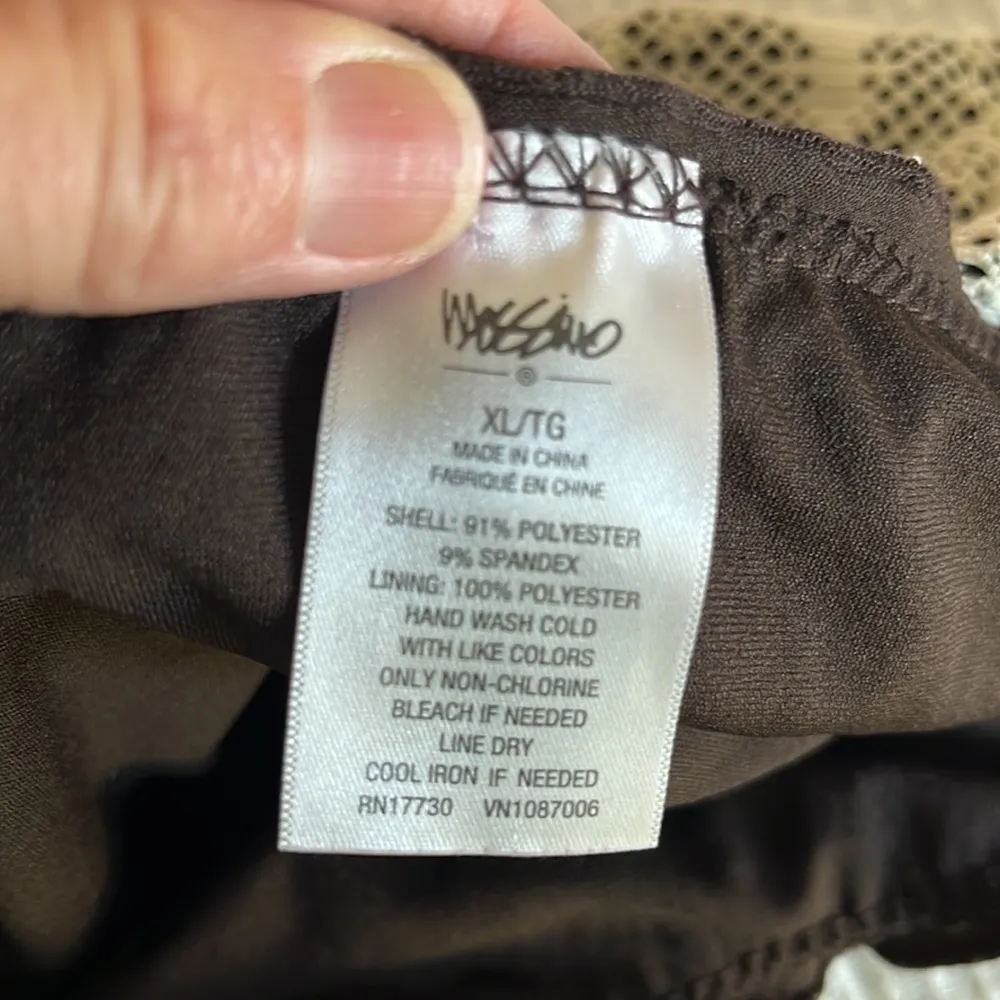 Mossimo
®
XL/TG
MADE IN CHINA
FABRIQUÉ EN CHINE
SHELL: 91% POLYESTER
9% SPANDEX
LINING: 100% POLYESTER
HAND WASH COLD
WITH LIKE COLORS
ONLY NON-CHLORINE
BLEACH IF NEEDED
LINE DRY
COOL IRON IF NEEDED
RN17730 VN1087006